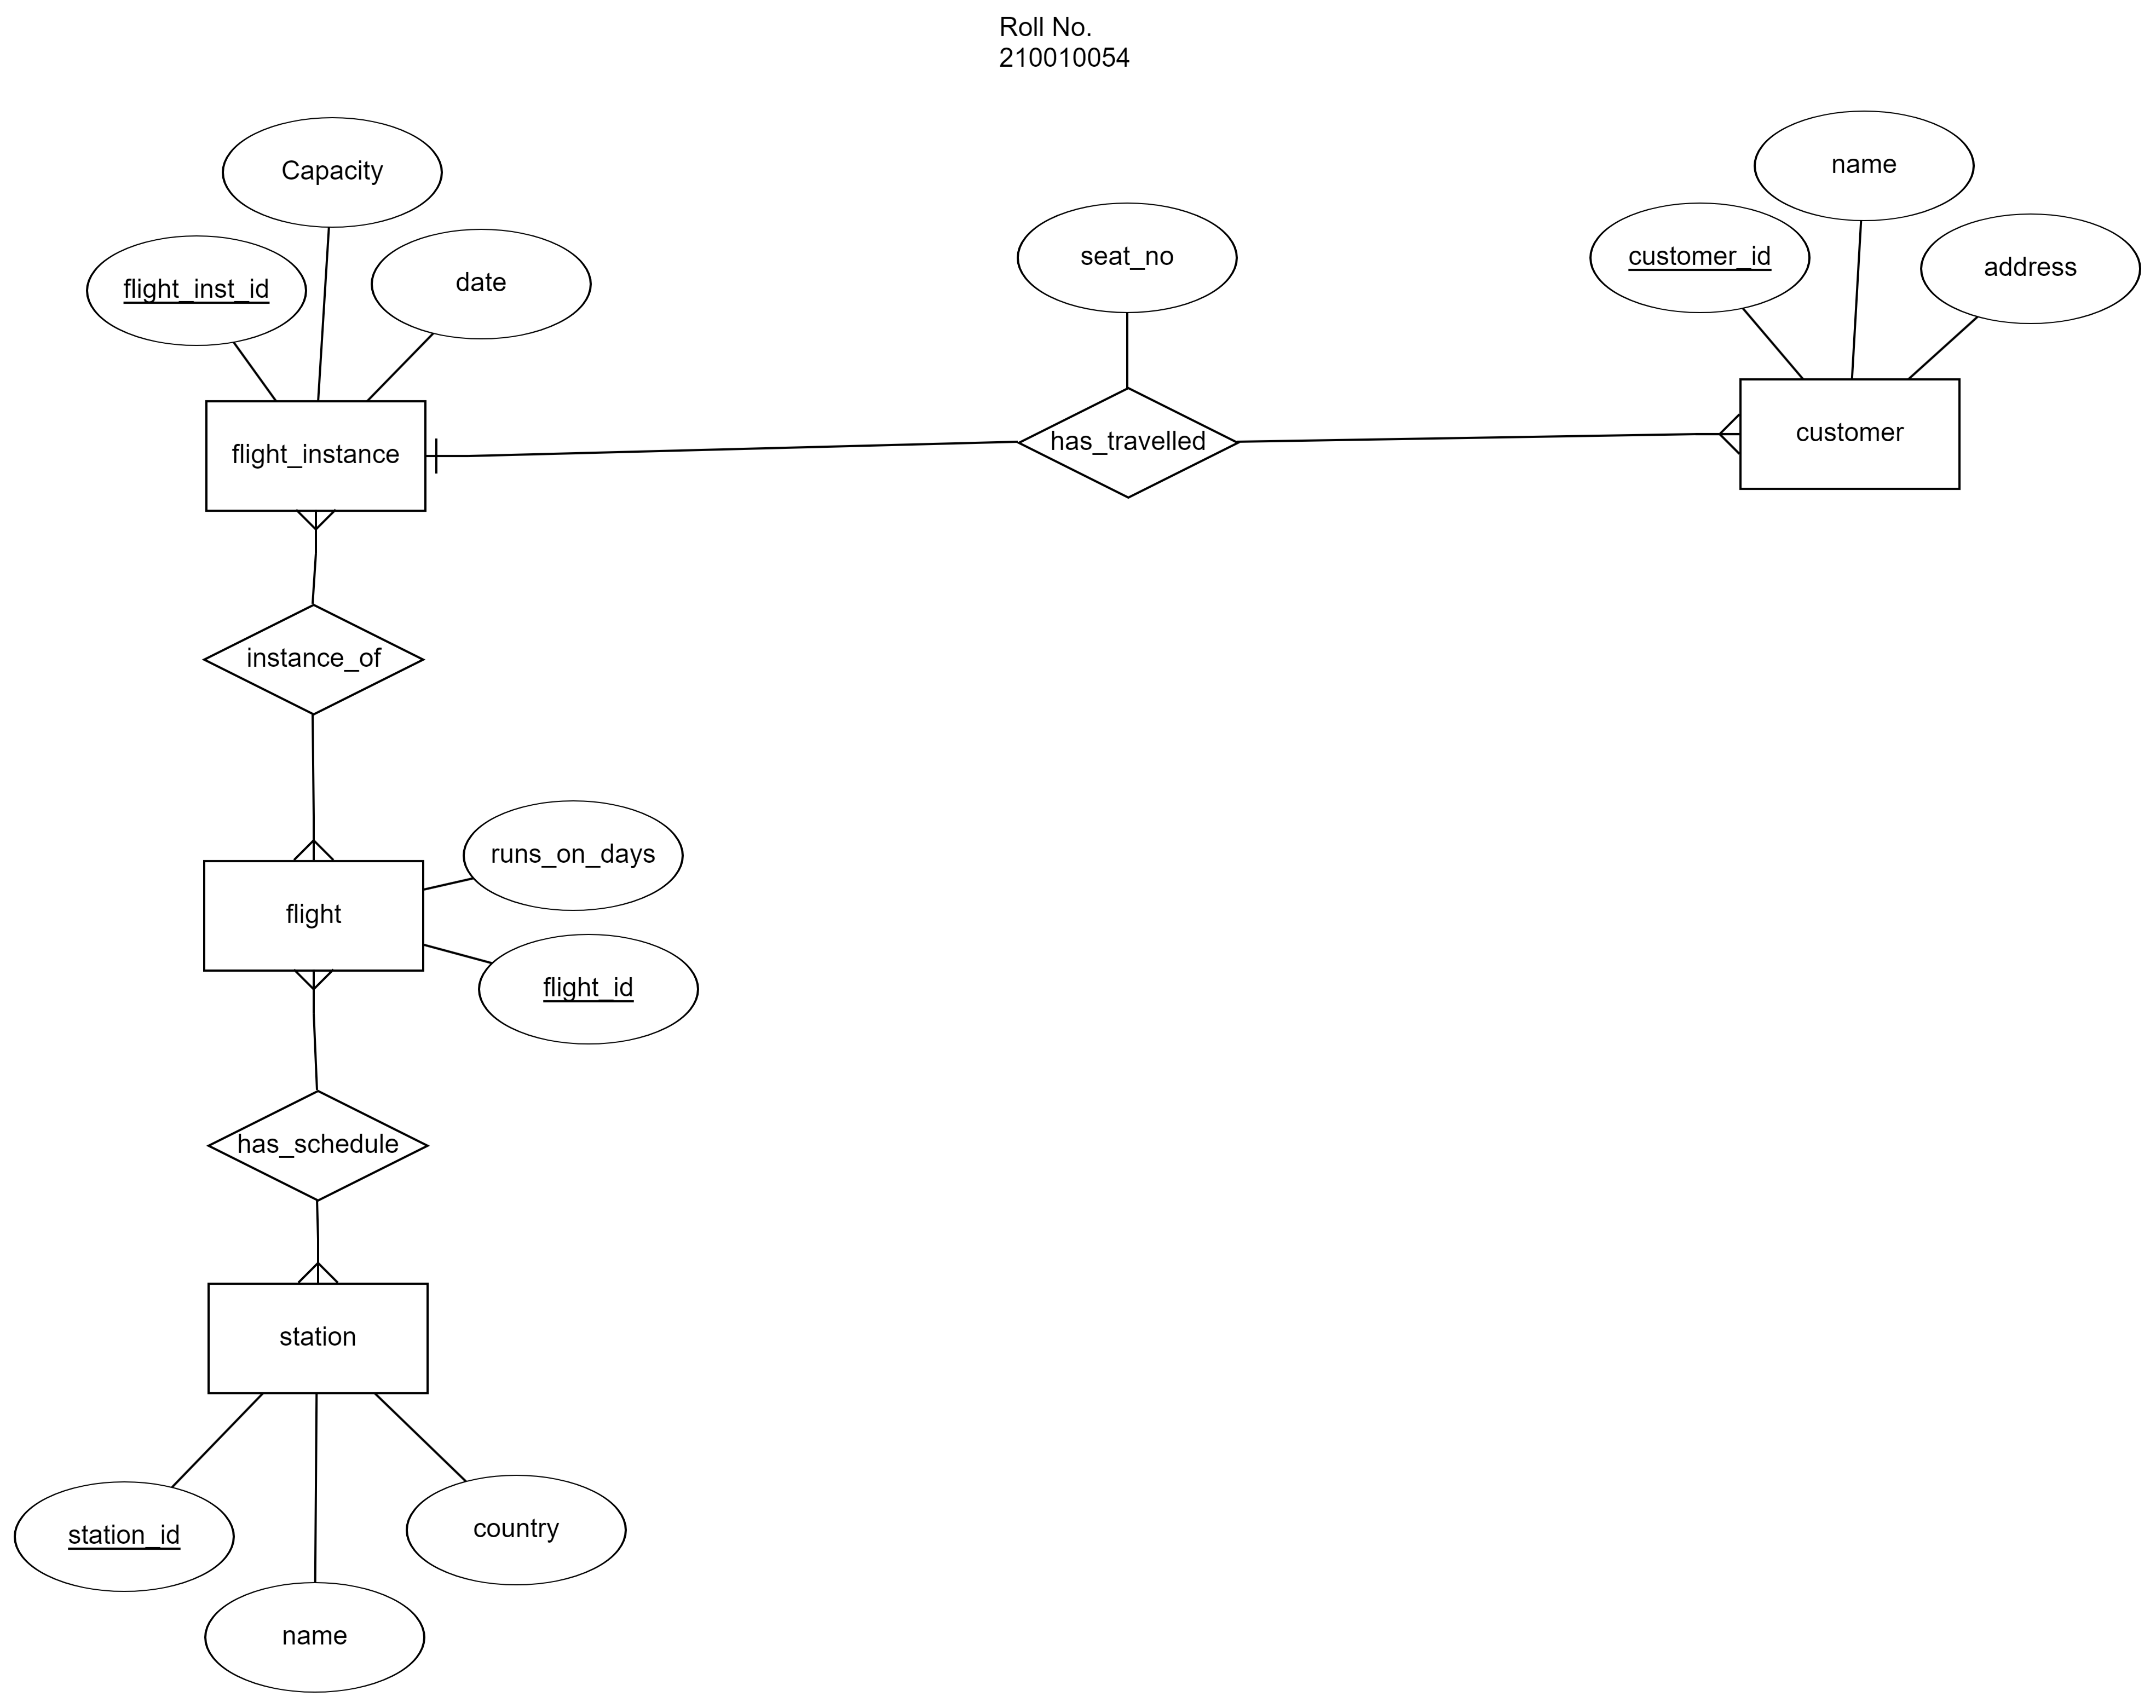 Roll No.
210010054
Capacity
name
flight_inst_id
date
seat_no
customer_id
address
flight_instance
has_travelled
customer
instance_of
runs_on_days
flight
flight_id
has_schedule
station
station_id
country
name